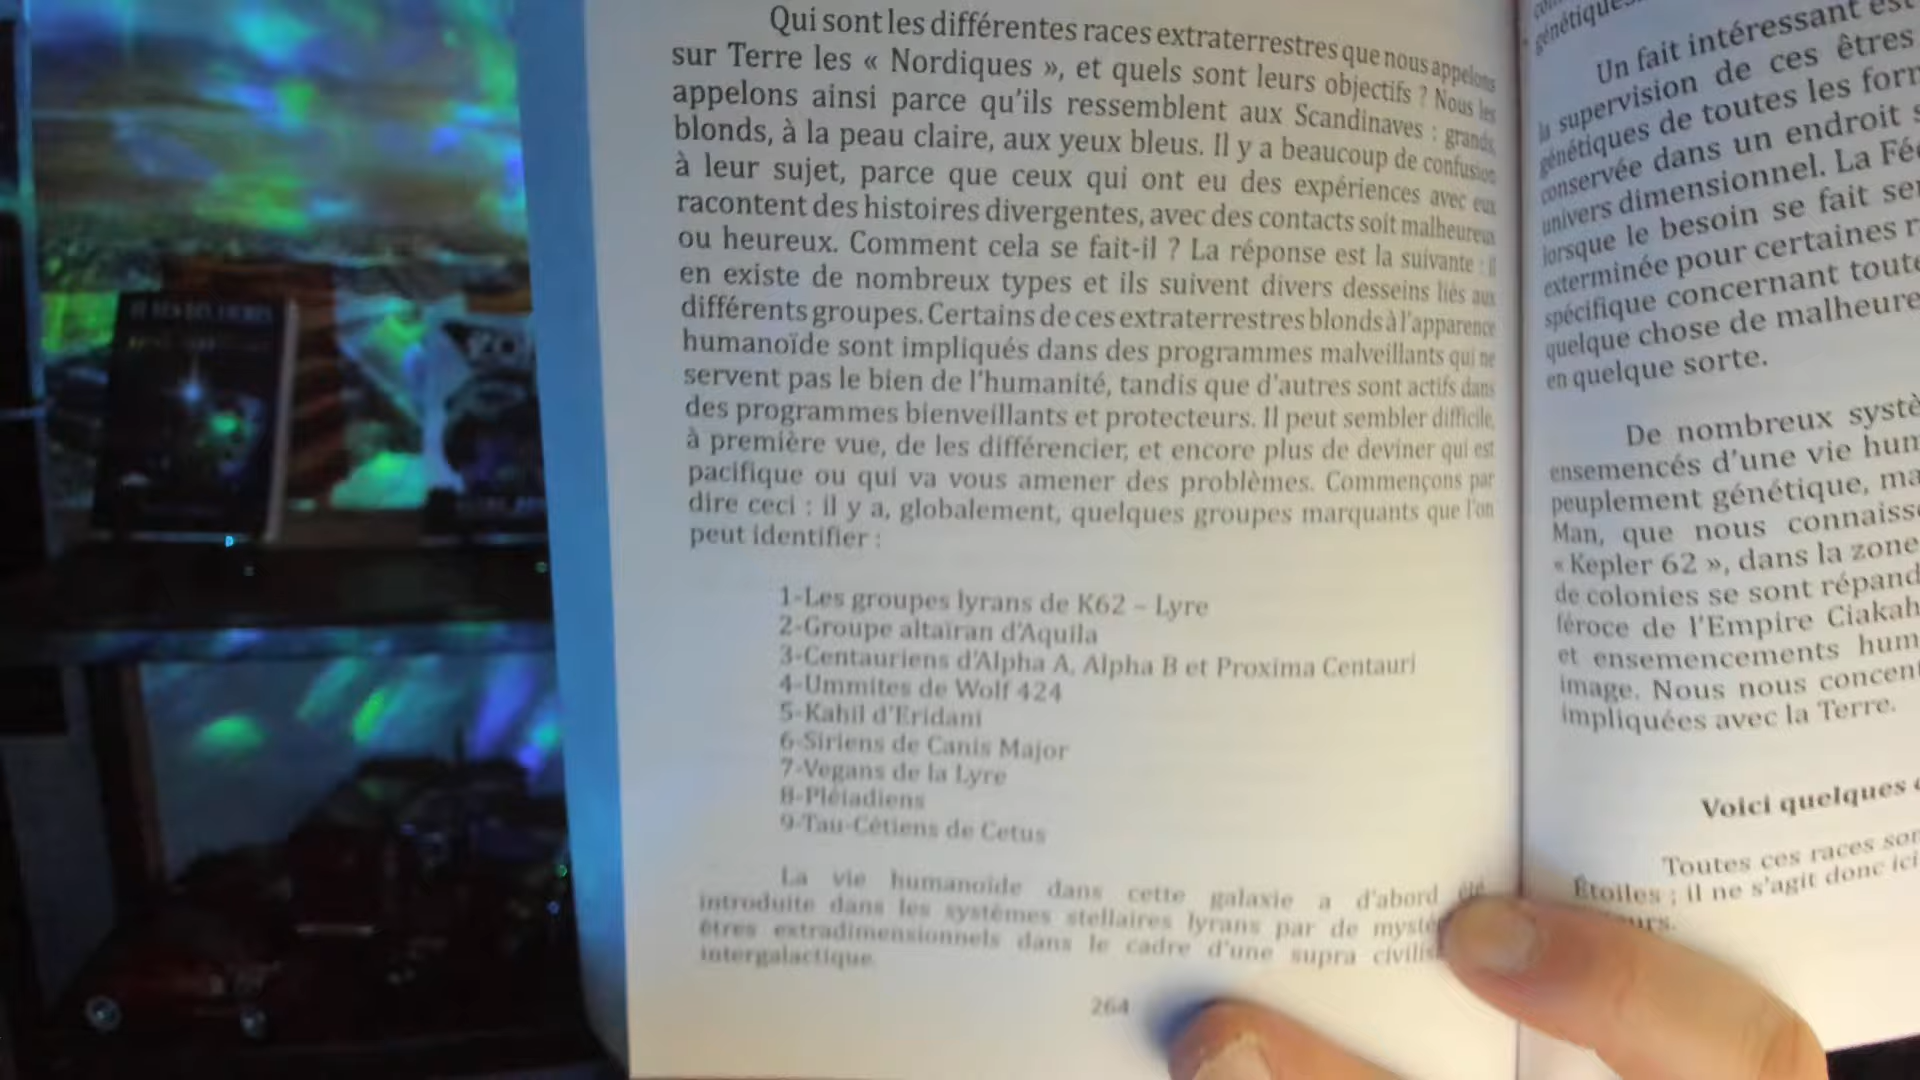 Qui sont les différentes races extraterrestres que nous appelons
sur Terre les « Nordiques », et quels sont leurs objectifs ? Nous les
appelons ainsi parce qu'ils ressemblent aux Scandinaves : grands,
blonds, à la peau claire, aux yeux bleus. Il y a beaucoup de confusion
à leur sujet, parce que ceux qui ont eu des expériences avec eux
racontent des histoires divergentes, avec des contacts soit malheureux
ou heureux. Comment cela se fait-il ? La réponse est la suivante : il
en existe de nombreux types et ils suivent divers desseins liés aux
différents groupes. Certains de ces extraterrestres blonds à l'apparence
humanoïde sont impliqués dans des programmes malveillants qui ne
servent pas le bien de l'humanité, tandis que d'autres sont actifs dans
des programmes bienveillants et protecteurs. Il peut sembler difficile,
à première vue, de les différencier, et encore plus de deviner qui est
pacifique ou qui va vous amener des problèmes. Commençons par
dire ceci : il y a, globalement, quelques groupes marquants que l'on
peut identifier :
1-Les groupes lyrans de K62 – Lyre
2-Groupe altaïran d'Aquila
3-Centauriens d'Alpha A, Alpha B et Proxima Centauri
4-Ummites de Wolf 424
5-Kahil d'Eridani
6-Siriens de Canis Major
7-Vegans de la Lyre
8-Pléiadiens
9-Tau-Cétiens de Cetus
La vie humanoïde dans cette galaxie a d'abord été
introduite dans les systèmes stellaires lyrans par de
êtres extradimensionnels dans le cadre d'une supra
intergalactique.
264
génétiques
Un fait intéressant est
la supervision de ces êtres
génétiques de toutes les
conservée dans un endroit
univers dimensionnel. La
lorsque le besoin se fait
exterminée pour certaines
spécifique concernant
quelque chose de
en quelque sorte.
De nombreux
ensemencés d'une vie
peuplement génétique,
Man, que nous
« Kepler 62 », dans la zone
de colonies se sont
féroce de l'Empire
et ensemencements
image. Nous nous
impliquées avec la Terre.
Voici quelques
Toutes ces races
Étoiles ; il ne s'agit donc ici